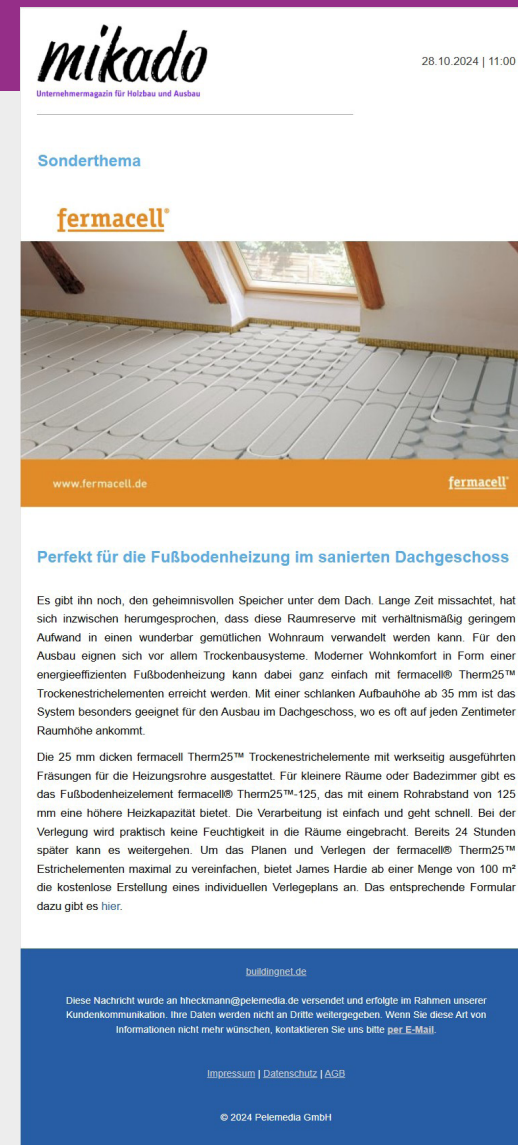 mikado
Unternehmermagazin für Holzbau und Ausbau
28.10.2024 | 11:00
Sonderthema
fermacell®
www.fermacell.de
fermacell®
Perfekt für die Fußbodenheizung im sanierten Dachgeschoss
Es gibt ihn noch, den geheimnisvollen Speicher unter dem Dach. Lange Zeit missachtet, hat
sich inzwischen herumgesprochen, dass diese Raumreserve mit verhältnismäßig geringem
Aufwand in einen wunderbar gemütlichen Wohnraum verwandelt werden kann. Für den
Ausbau eignen sich vor allem Trockenbausysteme. Moderner Wohnkomfort in Form einer
energieeffizienten Fußbodenheizung kann dabei ganz einfach mit fermacell® Therm25™
Trockenestrichelementen erreicht werden. Mit einer schlanken Aufbauhöhe ab 35 mm ist das
System besonders geeignet für den Ausbau im Dachgeschoss, wo es oft auf jeden Zentimeter
Raumhöhe ankommt.
Die 25 mm dicken fermacell Therm25™ Trockenestrichelemente mit werkseitig ausgeführten
Fräsungen für die Heizungsrohre ausgestattet. Für kleinere Räume oder Badezimmer gibt es
das Fußbodenheizelement fermacell® Therm25™-125, das mit einem Rohrabstand von 125
mm eine höhere Heizkapazität bietet. Die Verarbeitung ist einfach und geht schnell. Bei der
Verlegung wird praktisch keine Feuchtigkeit in die Räume eingebracht. Bereits 24 Stunden
später kann es weitergehen. Um das Planen und Verlegen der fermacell® Therm25™
Estrichelementen maximal zu vereinfachen, bietet James Hardie ab einer Menge von 100 m²
die kostenlose Erstellung eines individuellen Verlegeplans an. Das entsprechende Formular
dazu gibt es hier.
buildingnet.de
Diese Nachricht wurde an hheckmann@pelemedia.de versendet und erfolgte im Rahmen unserer
Kundenkommunikation. Ihre Daten werden nicht an Dritte weitergegeben. Wenn Sie diese Art von
Informationen nicht mehr wünschen, kontaktieren Sie uns bitte per E-Mail.
Impressum | Datenschutz | AGB
© 2024 Pelemedia GmbH